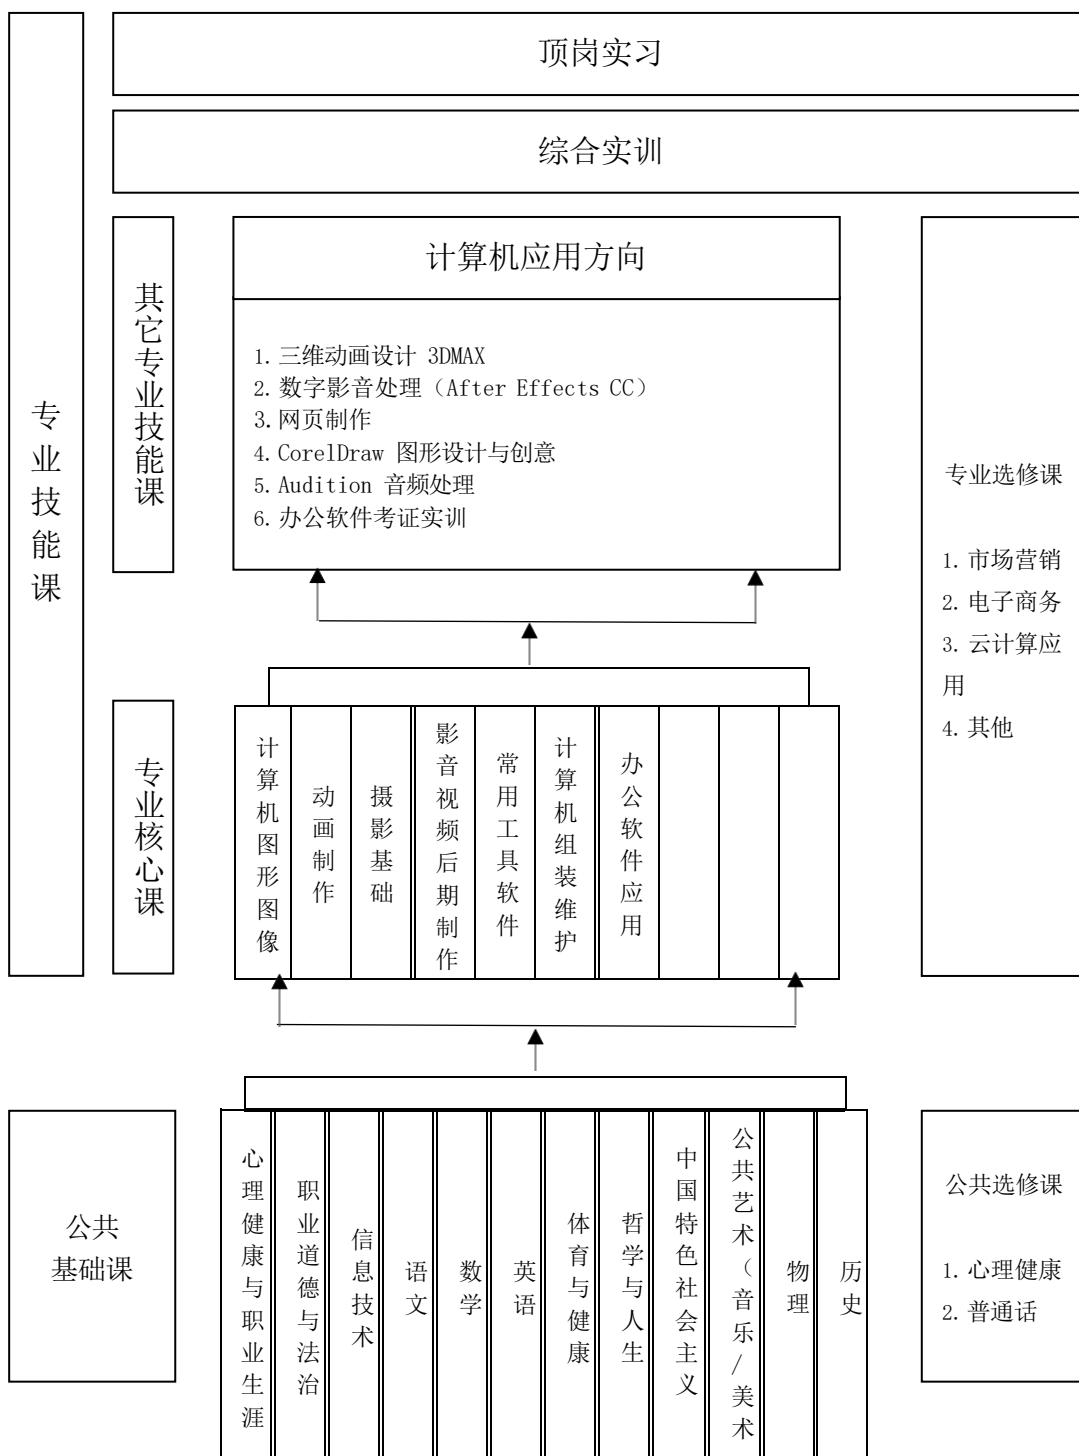 顶岗实习
综合实训
专业技能课
其它专业技能课
计算机应用方向
1. 三维动画设计 3DMAX
2. 数字影音处理（After Effects CC）
3. 网页制作
4. CorelDraw 图形设计与创意
5. Audition 音频处理
6. 办公软件考证实训
专业选修课
1. 市场营销
2. 电子商务
3. 云计算应
用
4. 其他
专业核心课
计算机图形图像
动画制作
摄影基础
影音视频后期制作
常用工具软件
计算机组装维护
办公软件应用
公共
基础课
心理健康与职业生涯
职业道德与法治
信息技术
语文
数学
英语
体育与健康
哲学与人生
中国特色社会主义
公共艺术（音乐/美术
物理
历史
公共选修课
1. 心理健康
2. 普通话